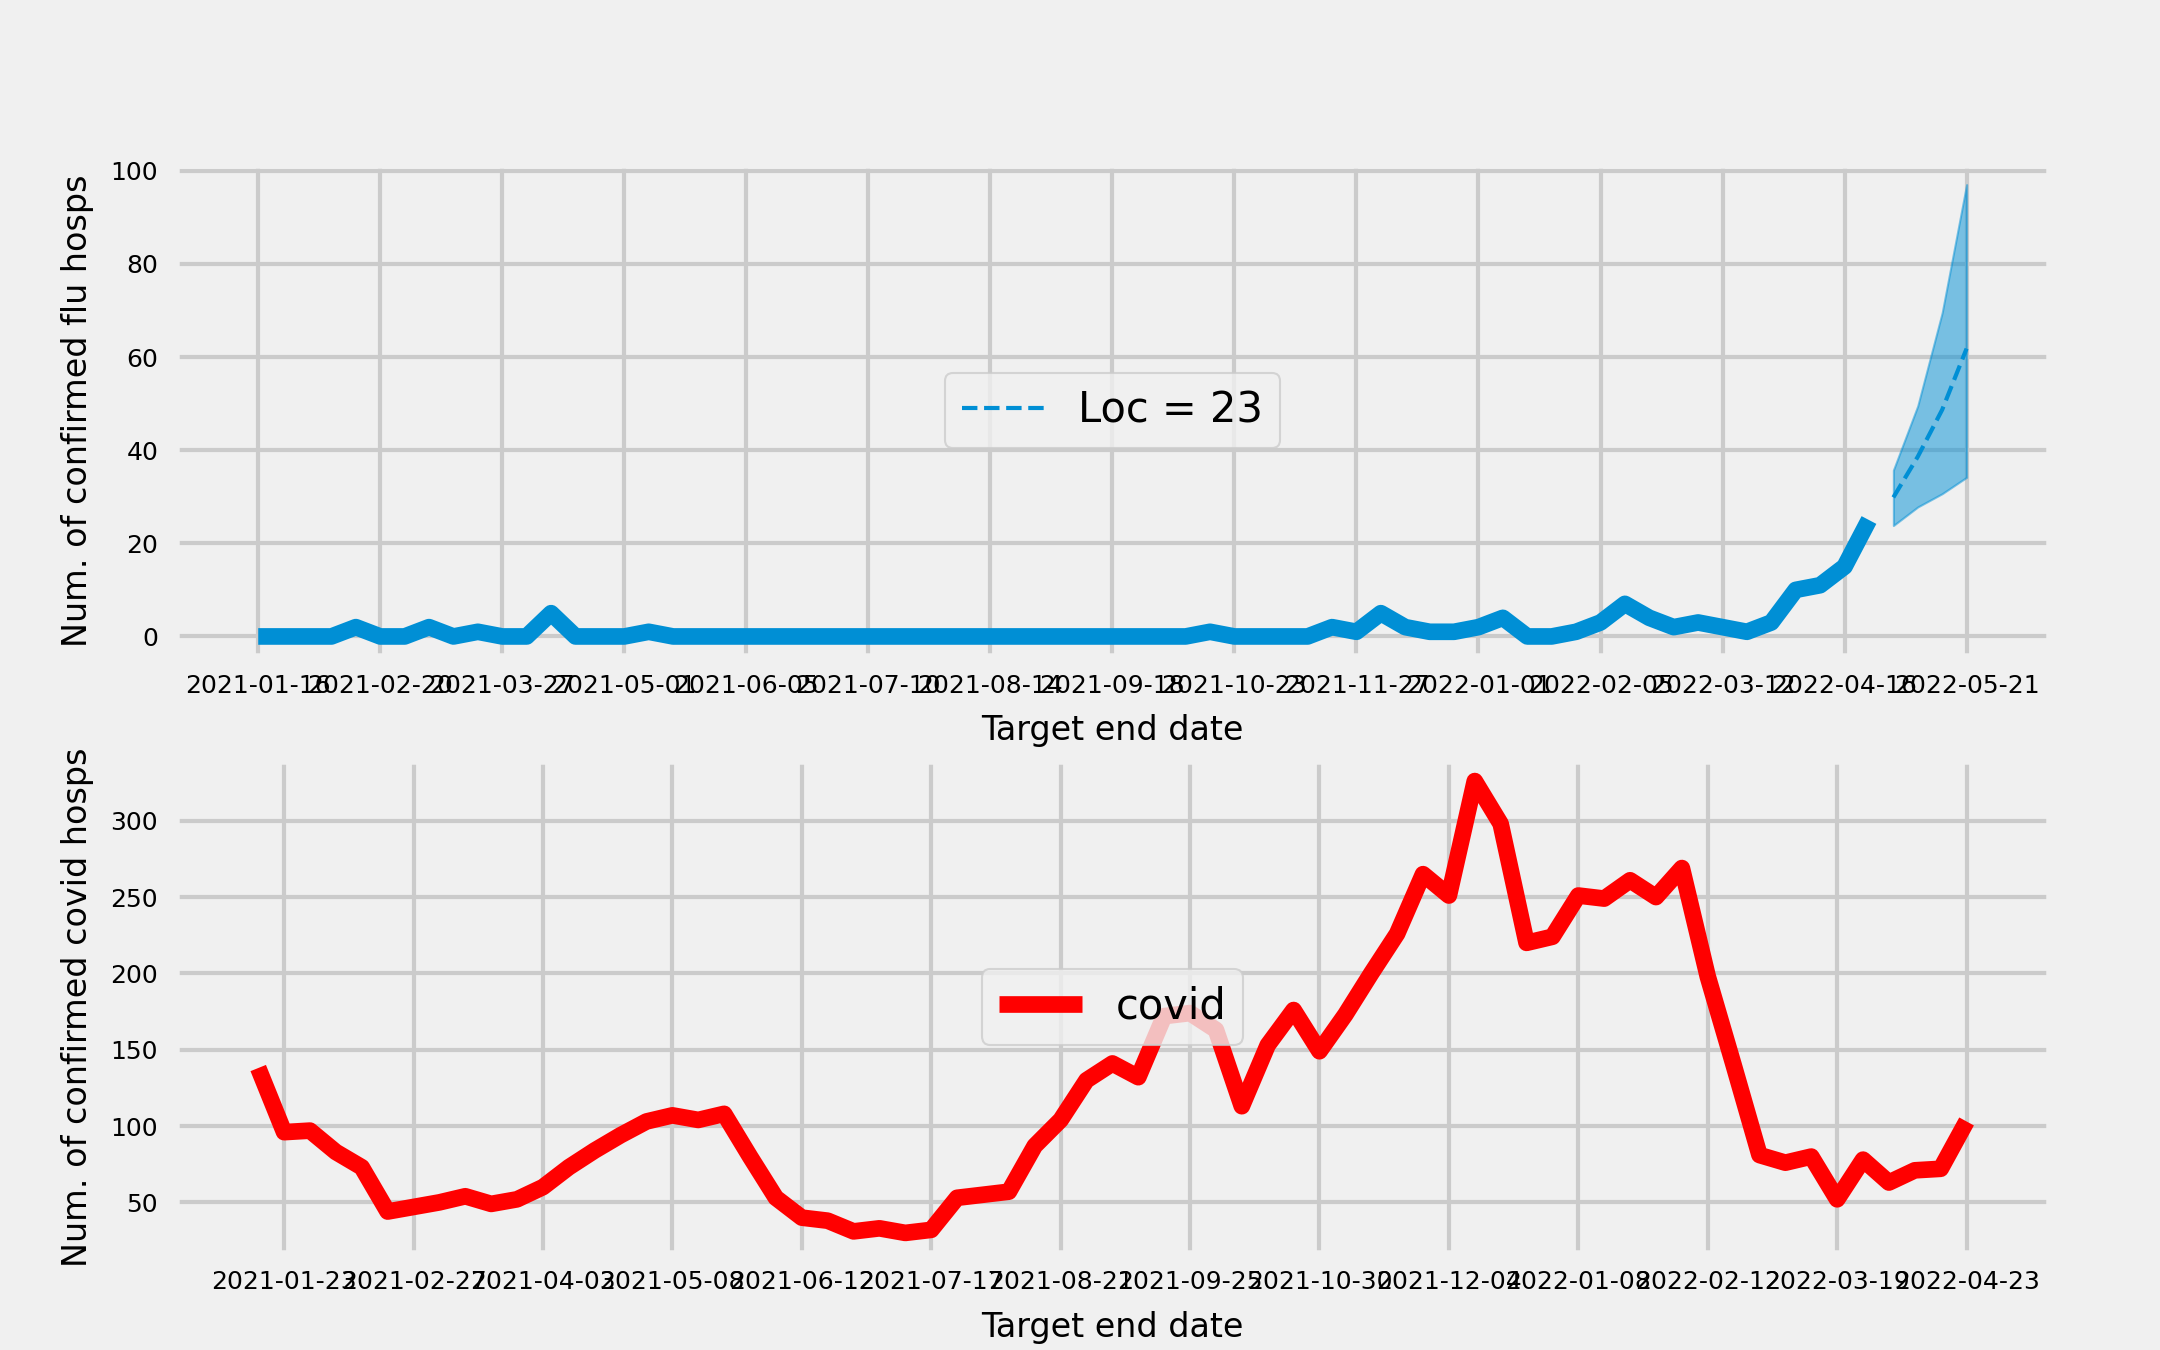 Num. of confirmed flu hosps
100
80
60
40
20
0
Loc = 23
2021-01-16 2021-02-20 2021-03-27 2021-05-01 2021-06-05 2021-07-10 2021-08-14 2021-09-18 2021-10-23 2021-11-27 2022-01-01 2022-02-05 2022-03-12 2022-04-16 2022-05-21
Target end date
Num. of confirmed covid hosps
300
250
200
150
100
50
covid
2021-01-23 2021-02-27 2021-04-03 2021-05-08 2021-06-12 2021-07-17 2021-08-21 2021-09-25 2021-10-30 2021-12-04 2022-01-08 2022-02-12 2022-03-19 2022-04-23
Target end date